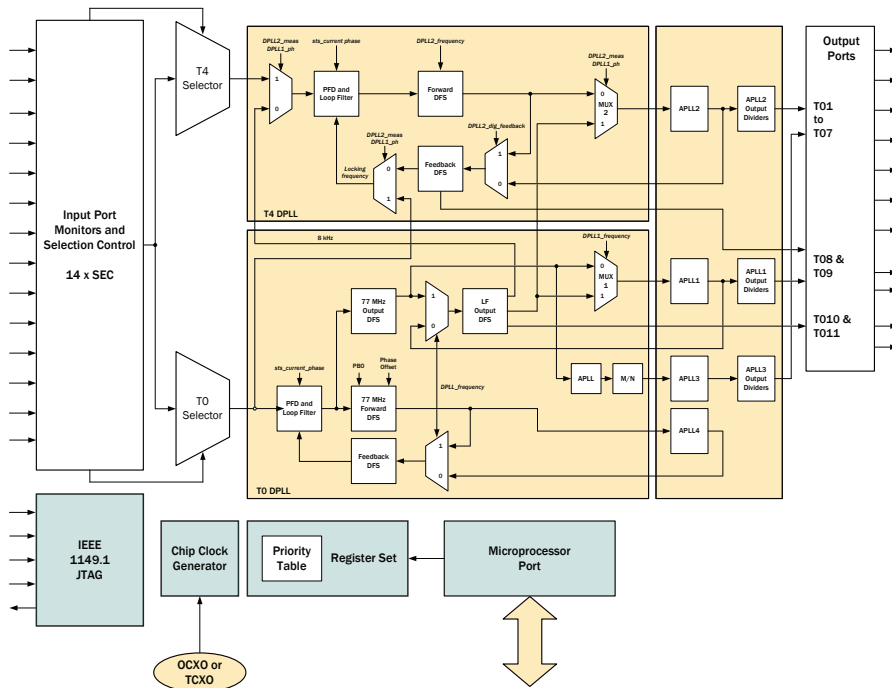 Input Port
Monitors and
Selection Control
14 x SEC
T4
Selector
T0
Selector
DPLL2_meas
DPLL1_ph
1
0
sts_current phase
PFD and
Loop Filter
DPLL2_frequency
Forward
DFS
DPLL2_meas
DPLL1_ph
0
MUX
2
1
DPLL2_meas
DPLL1_ph
Locking
frequency
0
1
Feedback
DFS
DPLL2_dig_feedback
1
0
T4 DPLL
8 kHz
77 MHz
Output
DFS
1
0
LF
Output
DFS
DPLL1_frequency
0
MUX
1
1
sts_current_phase
PFD and
Loop Filter
PBO
Phase
Offset
77 MHz
Forward
DFS
DPLL_frequency
Feedback
DFS
1
0
APLL
M/N
T0 DPLL
APLL2
APLL2
Output
Dividers
APLL1
APLL1
Output
Dividers
APLL3
APLL3
Output
Dividers
APLL4
Output
Ports
T01
to
T07
T08 &
T09
T010 &
T011
IEEE
1149.1
JTAG
Chip Clock
Generator
Priority
Table
Register Set
Microprocessor
Port
OCXO or
TCXO